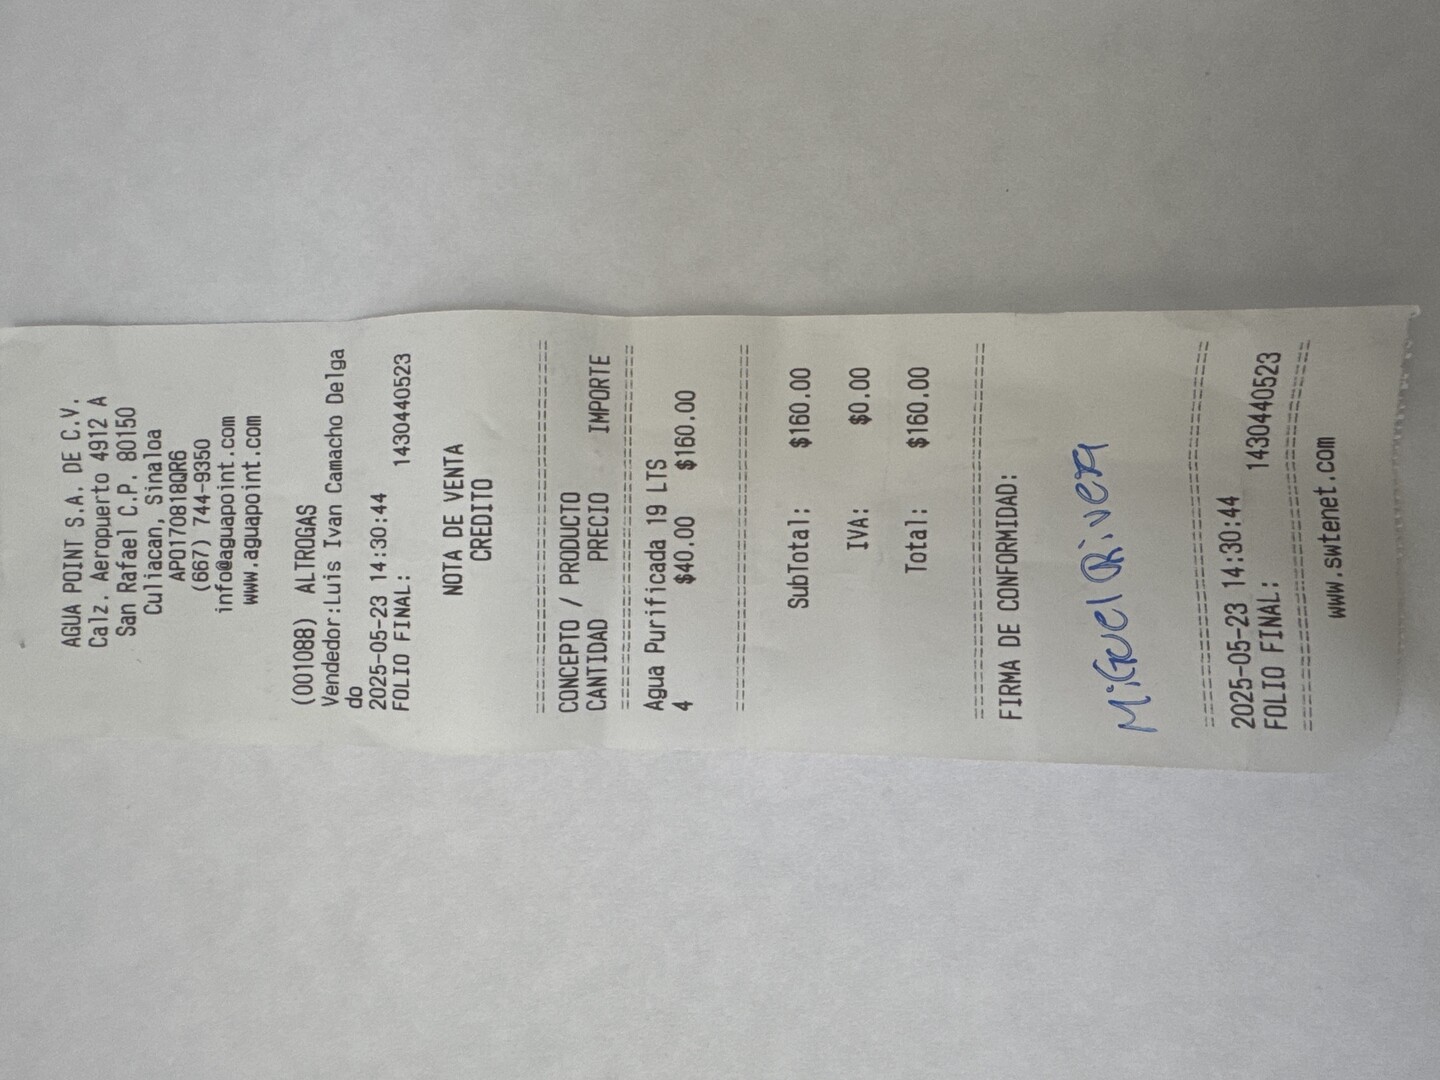 AGUA POINT S.A. DE C.V.
Calz. Aeropuerto 4912 A
San Rafael C.P. 80150
Culiacan, Sinaloa
APO170818QR6
(667) 744-9350
info@aguapoint.com
www.aguapoint.com
(001088) ALTROGAS
Vendedor:Luis Ivan Camacho Delga
do
2025-05-23 14:30:44
FOLIO FINAL: 1430440523
NOTA DE VENTA
CREDITO
================================
CONCEPTO / PRODUCTO
CANTIDAD PRECIO IMPORTE
================================
Agua Purificada 19 LTS
4 $40.00 $160.00
================================
SubTotal: $160.00
IVA: $0.00
Total: $160.00
================================
FIRMA DE CONFORMIDAD:
MiGuel Rivera
================================
2025-05-23 14:30:44
FOLIO FINAL: 1430440523
================================
www.swtenet.com